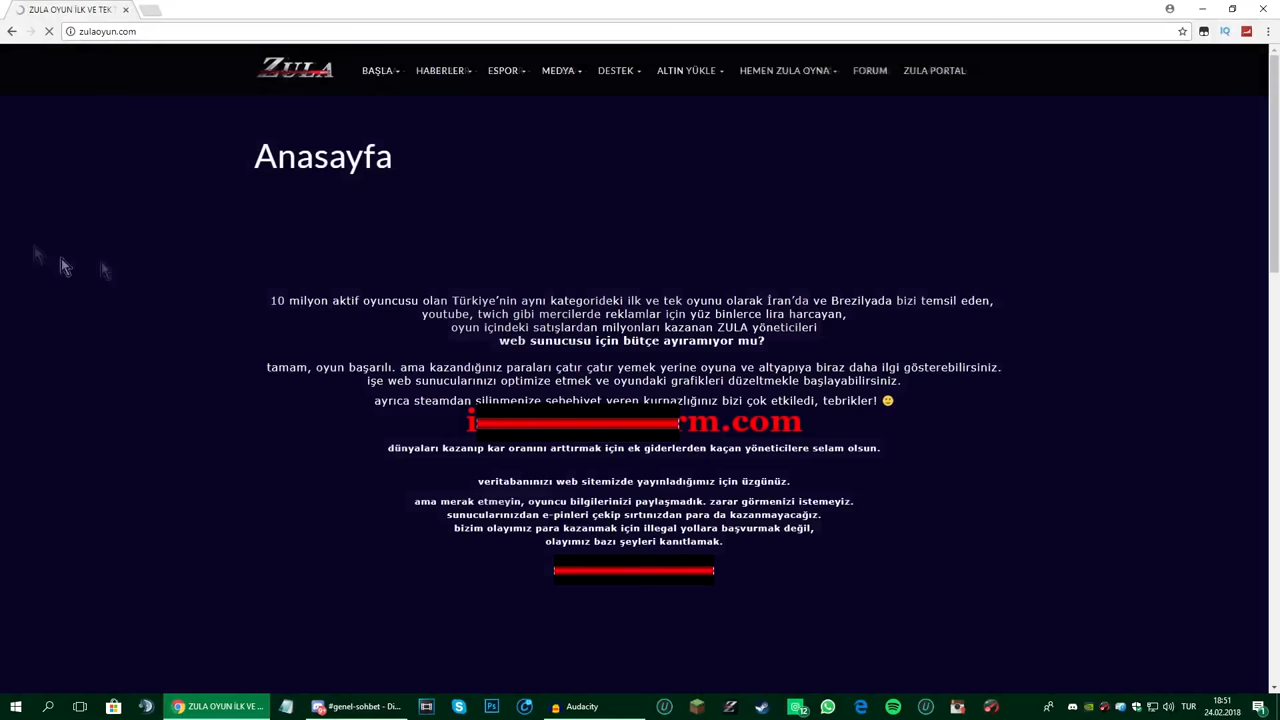 ZULA OYUN İLK VE TEK T
zulaoyun.com
ZULA
BAŞLA
HABERLER
ESPOR
MEDYA
DESTEK
ALTIN YÜKLE
HEMEN ZULA OYNA
FORUM
ZULA PORTAL
Anasayfa
10 milyon aktif oyuncusu olan Türkiye’nin aynı kategorideki ilk ve tek oyunu olarak İran’da ve Brezilyada bizi temsil eden,
youtube, twich gibi mercilerde reklamlar için yüz binlerce lira harcayan,
oyun içindeki satışlardan milyonları kazanan ZULA yöneticileri
web sunucusu için bütçe ayıramıyor mu?
tamam, oyun başarılı. ama kazandığınız paraları çatır çatır yemek yerine oyuna ve altyapıya biraz daha ilgi gösterebilirsiniz.
işe web sunucularınızı optimize etmek ve oyundaki grafikleri düzeltmekle başlayabilirsiniz.
ayrıca steamdan silinmenize sebebiyet veren kurnazlığınız bizi çok etkiledi, tebrikler! 🙂
i rm.com
dünyaları kazanıp kar oranını arttırmak için ek giderlerden kaçan yöneticilere selam olsun.
veritabanınızı web sitemizde yayınladığımız için üzgünüz.
ama merak etmeyin, oyuncu bilgilerinizi paylaşmadık. zarar görmenizi istemeyiz.
sunucularınızdan e-pinleri çekip sırtınızdan para da kazanmayacağız.
bizim olayımız para kazanmak için illegal yollara başvurmak değil,
olayımız bazı şeyleri kanıtlamak.
ZULA OYUN İLK VE ...
#genel-sohbet - Di...
Audacity
TUR
18:51
24.02.2018